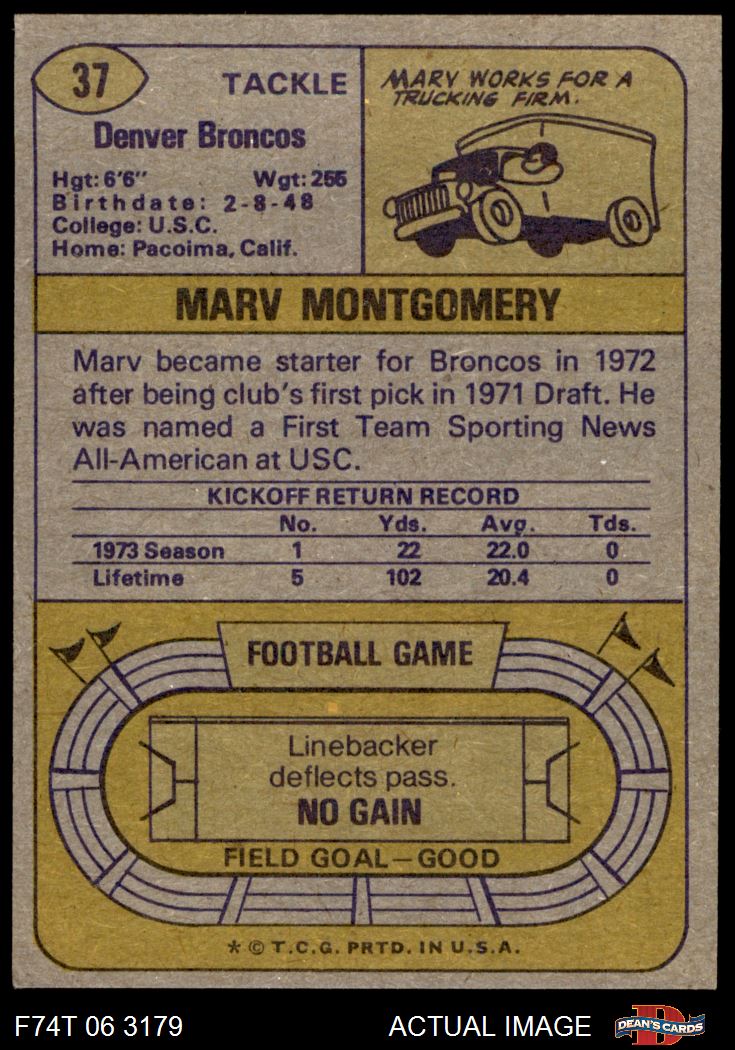 37
TACKLE
Denver Broncos
Hgt: 6'6" Wgt: 255
Birthdate: 2-8-48
College: U.S.C.
Home: Pacoima, Calif.
MARV WORKS FOR A
TRUCKING FIRM.
MARV MONTGOMERY
Marv became starter for Broncos in 1972
after being club's first pick in 1971 Draft. He
was named a First Team Sporting News
All-American at USC.
KICKOFF RETURN RECORD
No. Yds. Avg. Tds.
1973 Season 1 22 22.0 0
Lifetime 5 102 20.4 0
FOOTBALL GAME
Linebacker
deflects pass.
NO GAIN
FIELD GOAL—GOOD
* © T.C.G. PRTD. IN U.S.A.
F74T 06 3179 ACTUAL IMAGE D DEAN'S CARDS